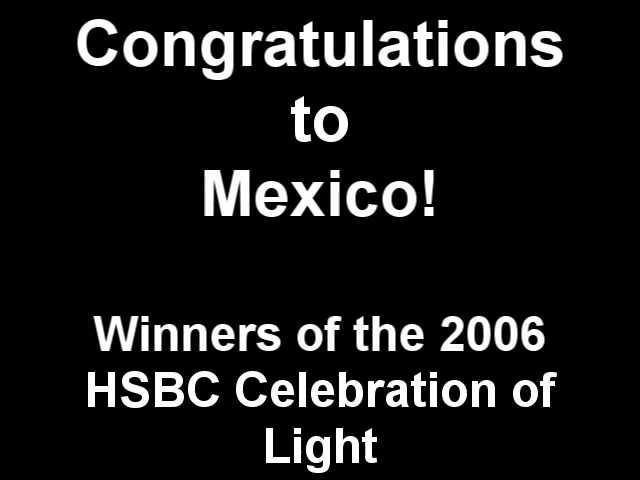 Congratulations
to
Mexico!
Winners of the 2006
HSBC Celebration of
Light